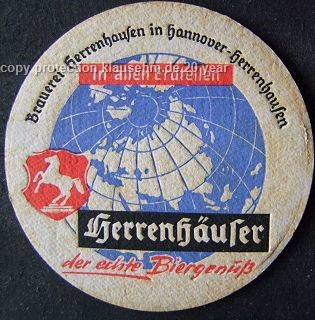 Brauerei Herrenhausen in Hannover-Herrenhausen
copy protection klausehm.de 20 year
in allen Erdteilen
Herrenhäuser
der echte Biergenuß